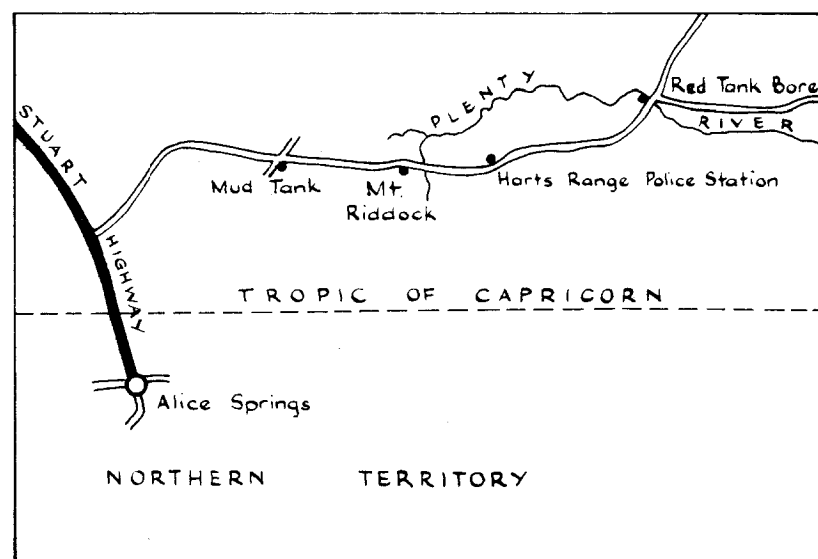 STUART
HIGHWAY
PLENTY
RIVER
Red Tank Bore
Mud Tank
Mt.
Riddock
Harts Range Police Station
TROPIC OF CAPRICORN
Alice Springs
NORTHERN TERRITORY